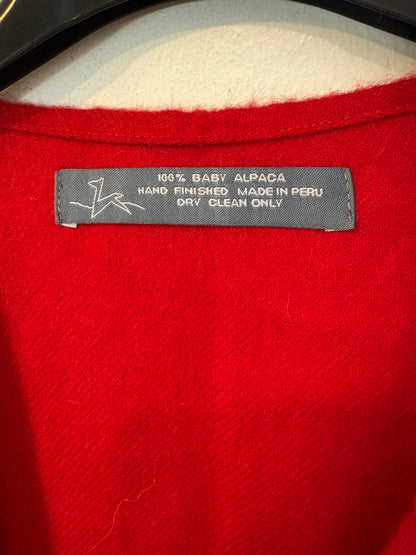 100% BABY ALPACA
HAND FINISHED MADE IN PERU
DRY CLEAN ONLY